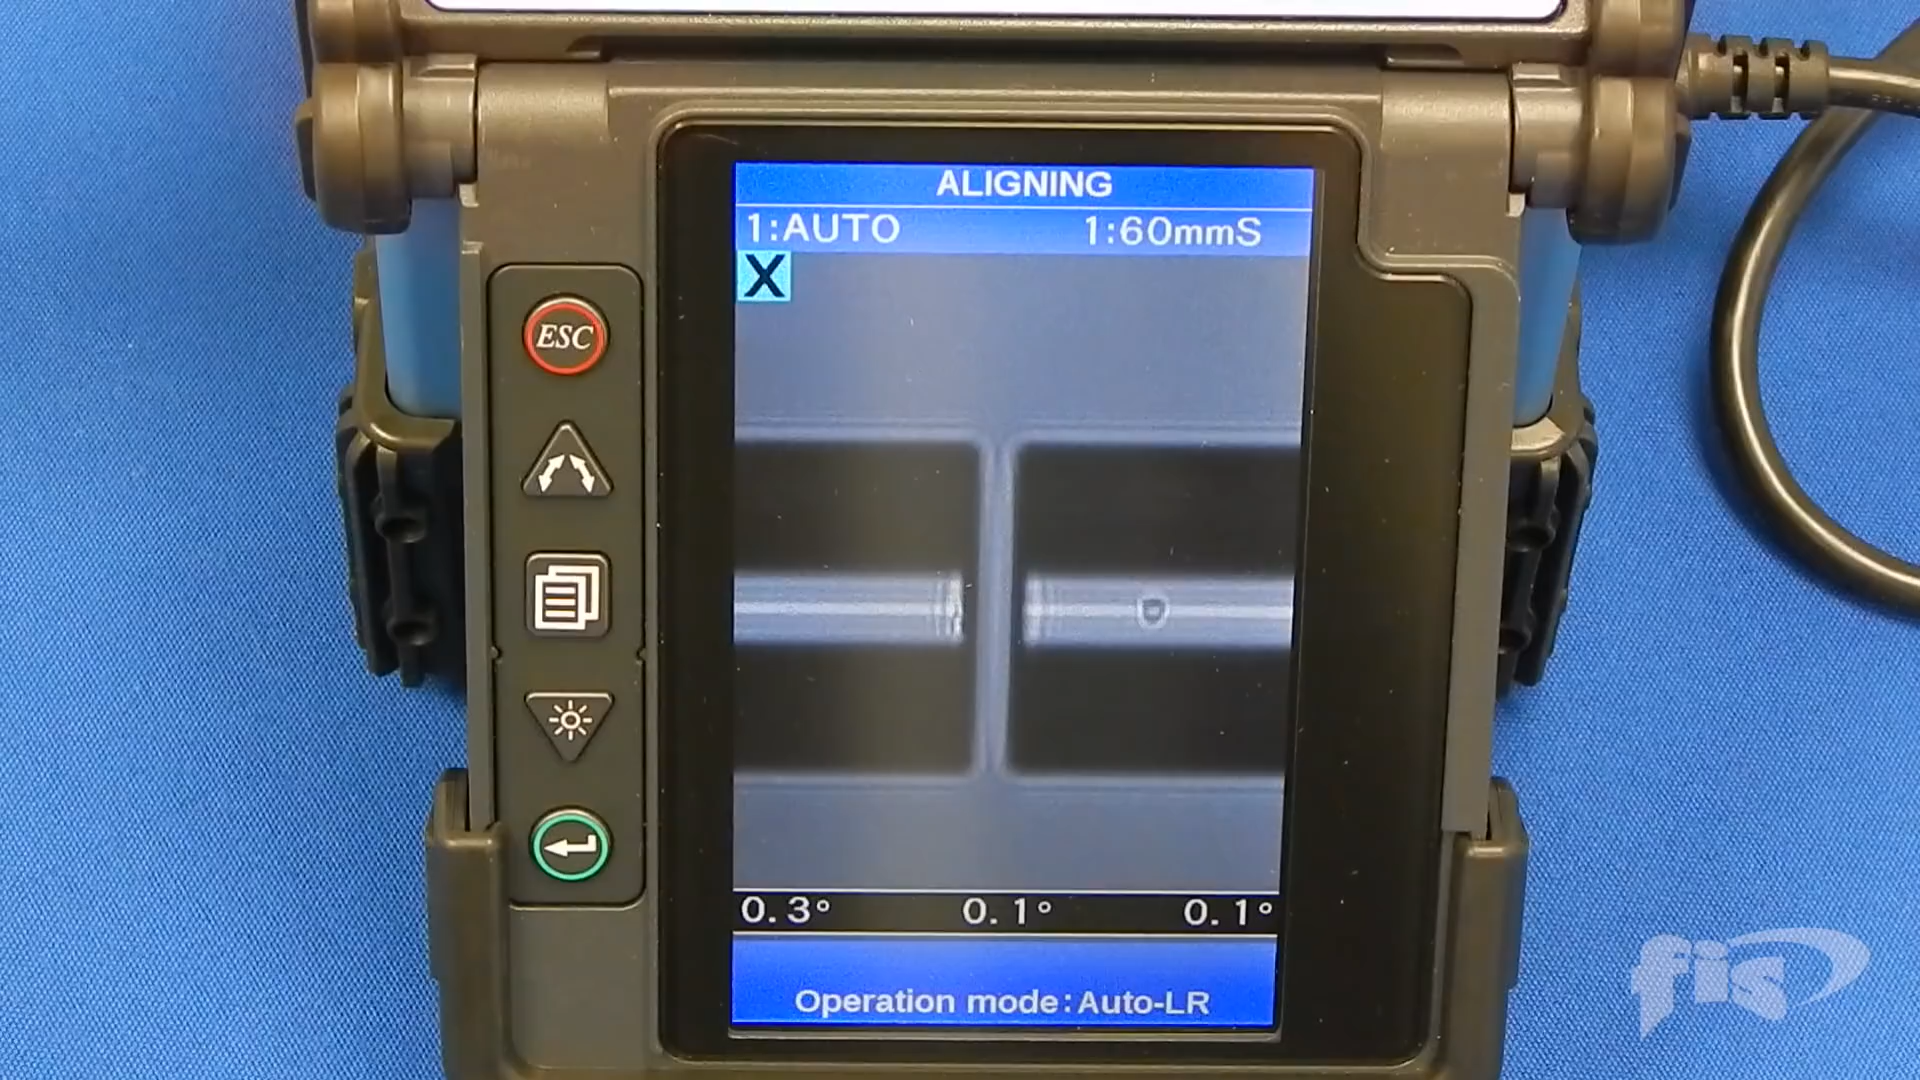 ALIGNING
1:AUTO 1:60mmS
X
ESC
0.3° 0.1° 0.1°
Operation mode:Auto-LR
fis